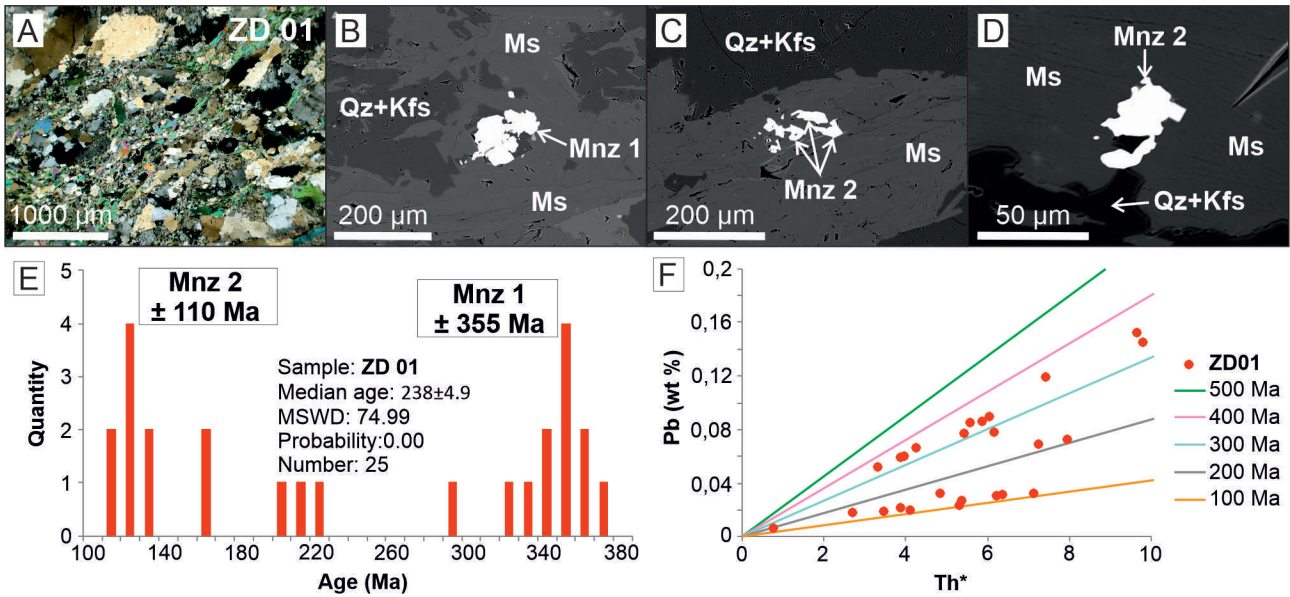 A
ZD 01
1000 µm
B
Ms
Qz+Kfs
Mnz 1
Ms
200 µm
C
Qz+Kfs
Ms
Mnz 2
200 µm
D
Mnz 2
Ms
Ms
Qz+Kfs
50 µm
E
Mnz 2
± 110 Ma
Mnz 1
± 355 Ma
Sample: ZD 01
Median age: 238±4.9
MSWD: 74.99
Probability:0.00
Number: 25
Quantity
5
4
3
2
1
0
100 140 180 220 260 300 340 380
Age (Ma)
F
Pb (wt %)
0,2
0,16
0,12
0,08
0,04
0
0 2 4 6 8 10
Th*
ZD01
500 Ma
400 Ma
300 Ma
200 Ma
100 Ma